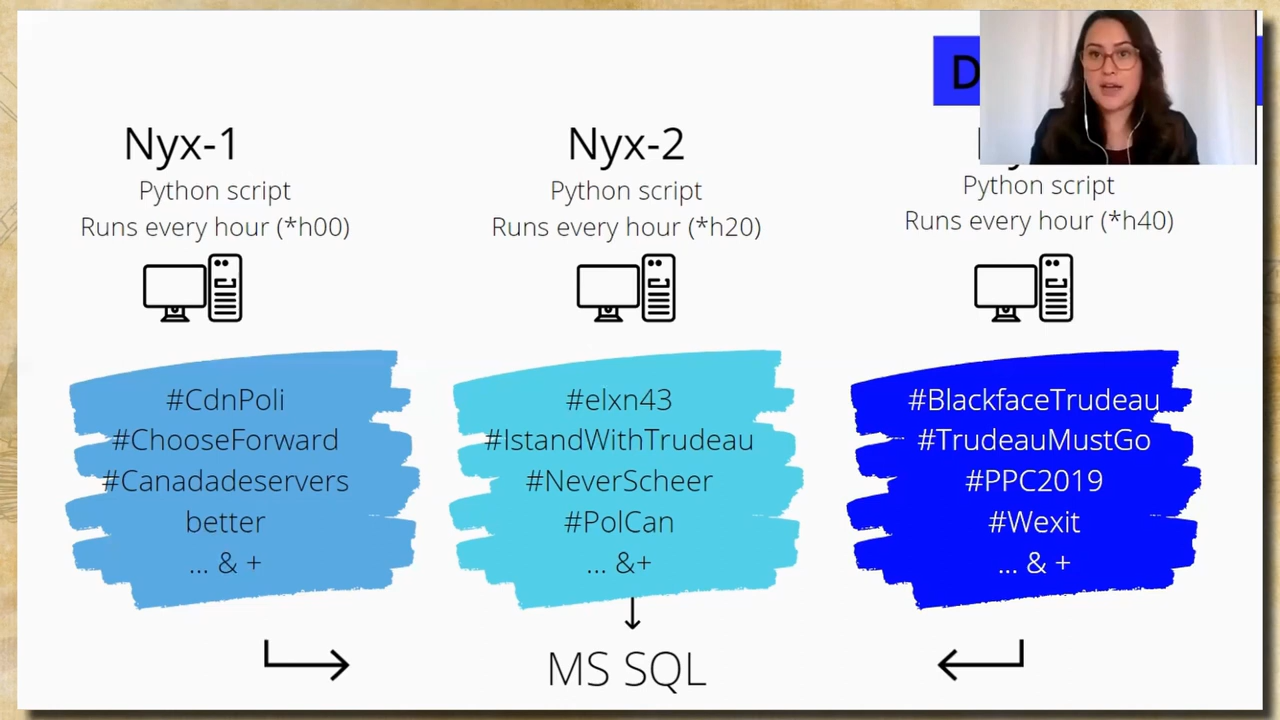 D
Nyx-1
Python script
Runs every hour (*h00)
#CdnPoli
#ChooseForward
#Canadadeservers
better
... & +
Nyx-2
Python script
Runs every hour (*h20)
#elxn43
#IstandWithTrudeau
#NeverScheer
#PolCan
... &+
Python script
Runs every hour (*h40)
#BlackfaceTrudeau
#TrudeauMustGo
#PPC2019
#Wexit
... & +
MS SQL